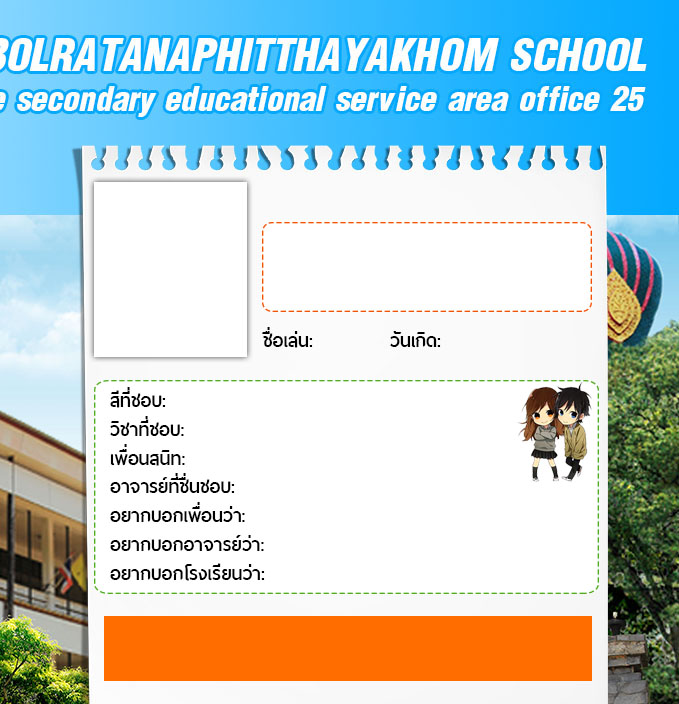 BOLRATANAPHITTHAYAKHOM SCHOOL
secondary educational service area office 25
ชื่อเล่น: วันเกิด:
สีที่ชอบ:
วิชาที่ชอบ:
เพื่อนสนิท:
อาจารย์ที่ชื่นชอบ:
อยากบอกเพื่อนว่า:
อยากบอกอาจารย์ว่า:
อยากบอกโรงเรียนว่า: